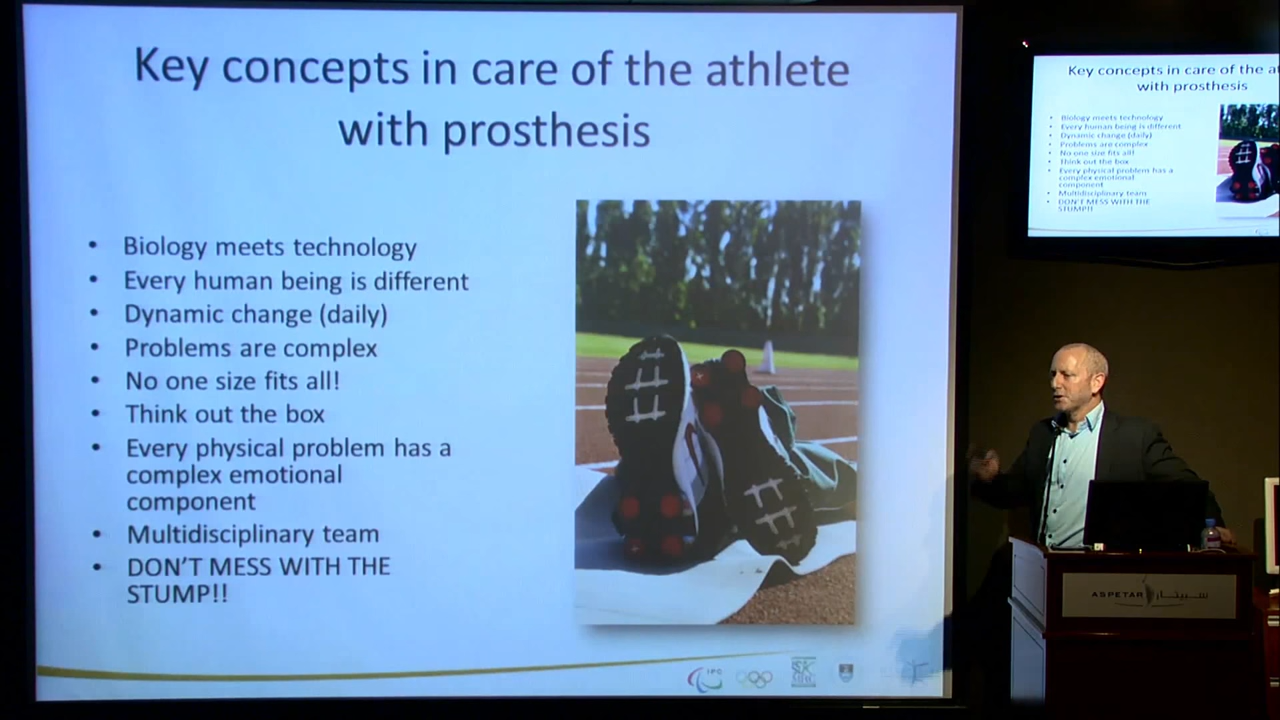 Key concepts in care of the athlete
with prosthesis
• Biology meets technology
• Every human being is different
• Dynamic change (daily)
• Problems are complex
• No one size fits all!
• Think out the box
• Every physical problem has a
complex emotional
component
• Multidisciplinary team
• DON'T MESS WITH THE
STUMP!!
IPC
Key concepts in care of the at
with prosthesis
• Biology meets technology
• Every human being is different
• Dynamic change (daily)
• Problems are complex
• No one size fits all!
• Think out the box
• Every physical problem has a
complex emotional
component
• Multidisciplinary team
• DON'T MESS WITH THE
STUMP!!
ASPETAR سبيتار